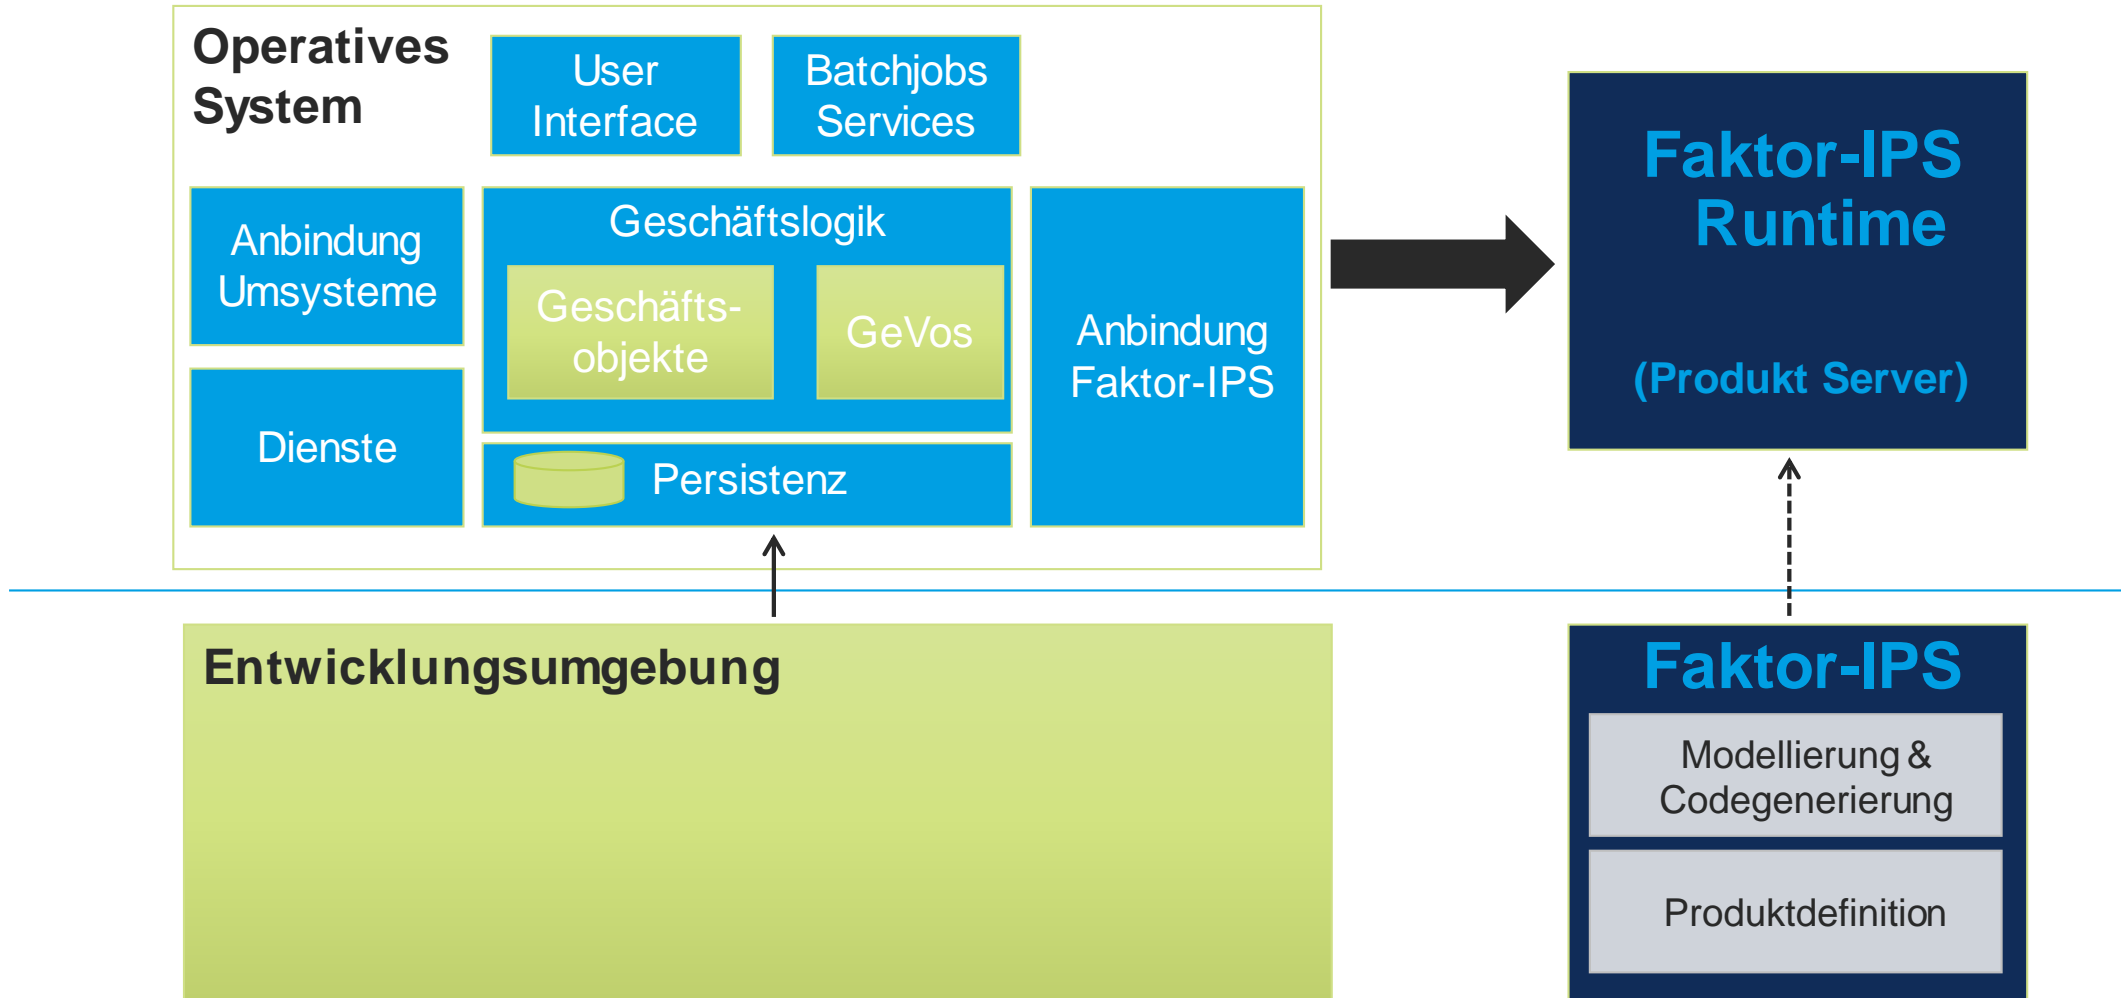 Operatives
System
User
Interface
Batchjobs
Services
Anbindung
Umsysteme
Geschäftslogik
Geschäfts-
objekte
GeVos
Anbindung
Faktor-IPS
Dienste
Persistenz
Faktor-IPS
Runtime
(Produkt Server)
Entwicklungsumgebung
Faktor-IPS
Modellierung &
Codegenerierung
Produktdefinition